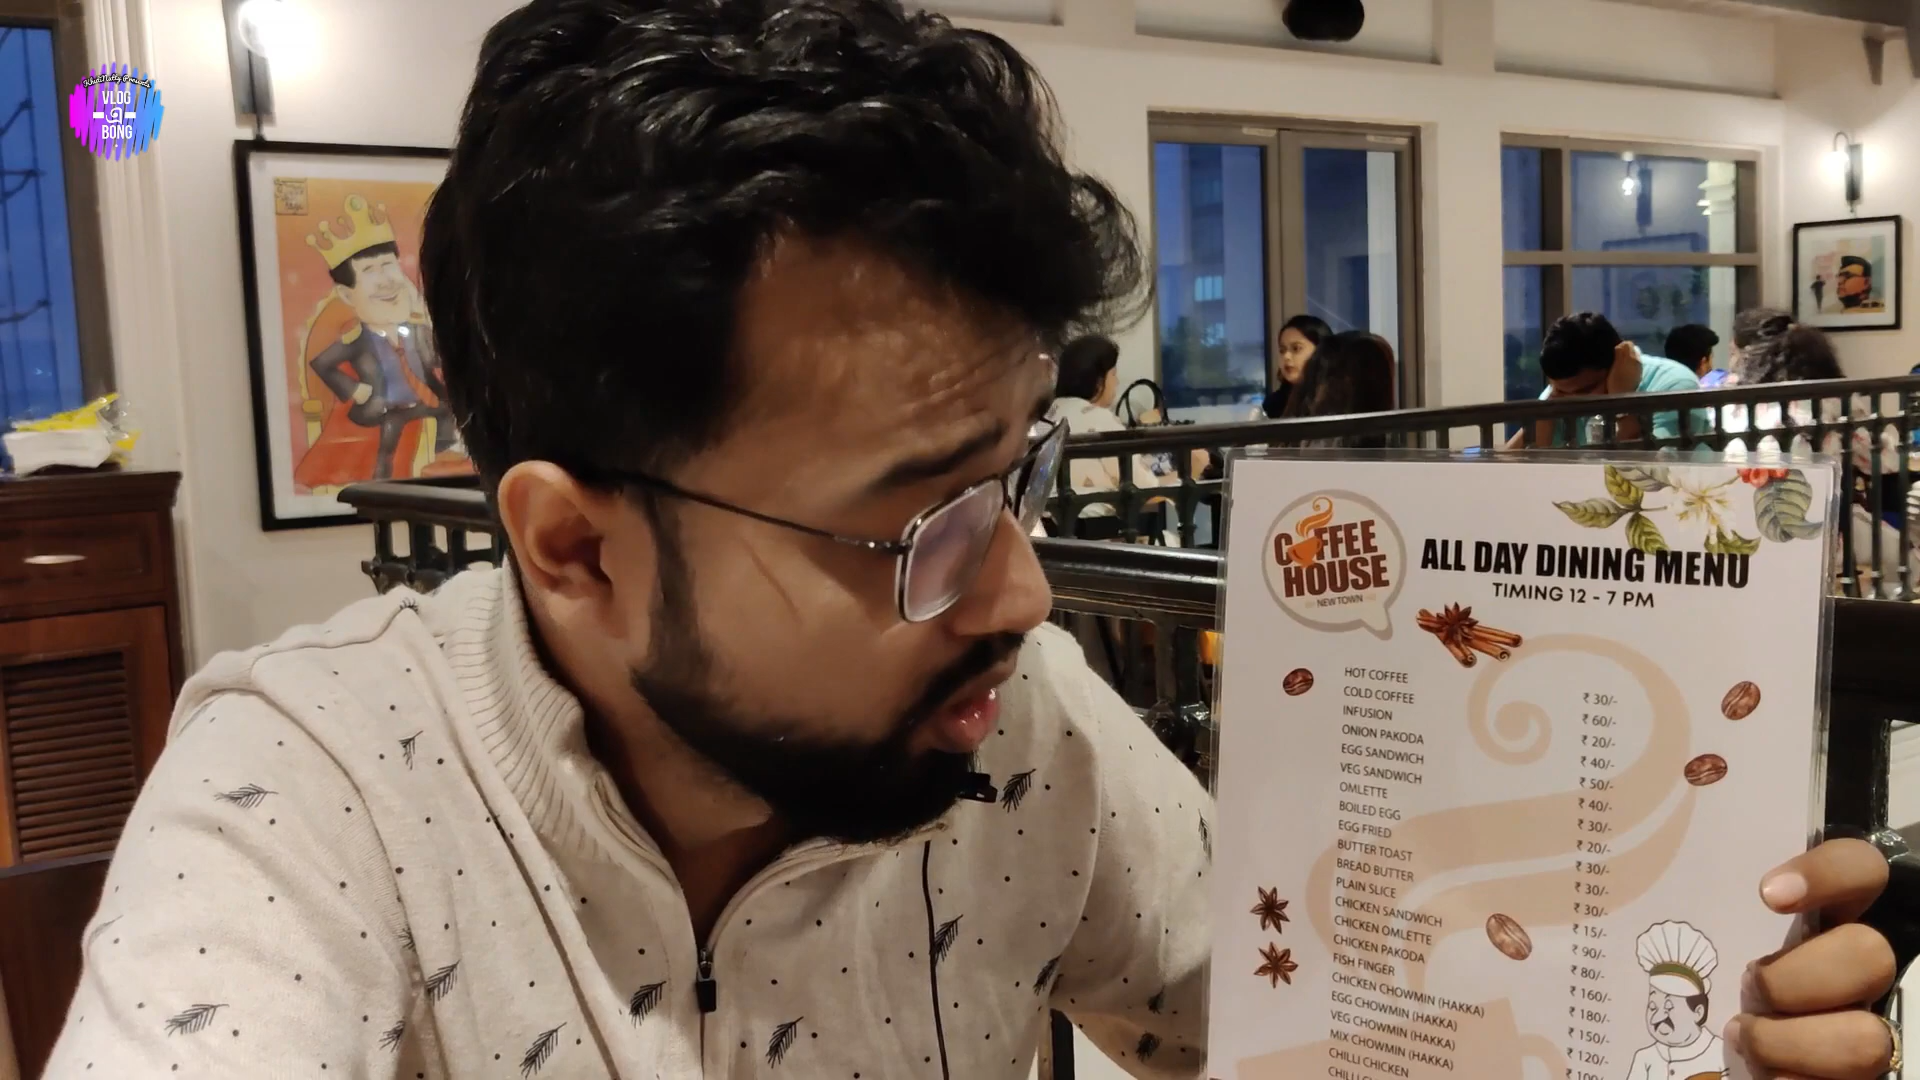 KhaiiNailty Presents
VLOG
এ
BONG
COFFEE
HOUSE
NEW TOWN
ALL DAY DINING MENU
TIMING 12 - 7 PM
HOT COFFEE ₹ 30/-
COLD COFFEE ₹ 60/-
INFUSION ₹ 20/-
ONION PAKODA ₹ 40/-
EGG SANDWICH ₹ 50/-
VEG SANDWICH ₹ 40/-
OMLETTE ₹ 30/-
BOILED EGG ₹ 20/-
EGG FRIED ₹ 30/-
BUTTER TOAST ₹ 30/-
BREAD BUTTER ₹ 30/-
PLAIN SLICE ₹ 15/-
CHICKEN SANDWICH ₹ 90/-
CHICKEN OMLETTE ₹ 80/-
CHICKEN PAKODA ₹ 160/-
FISH FINGER ₹ 180/-
CHICKEN CHOWMIN (HAKKA) ₹ 150/-
EGG CHOWMIN (HAKKA) ₹ 120/-
VEG CHOWMIN (HAKKA) ₹ 100/-
MIX CHOWMIN (HAKKA)
CHILLI CHICKEN